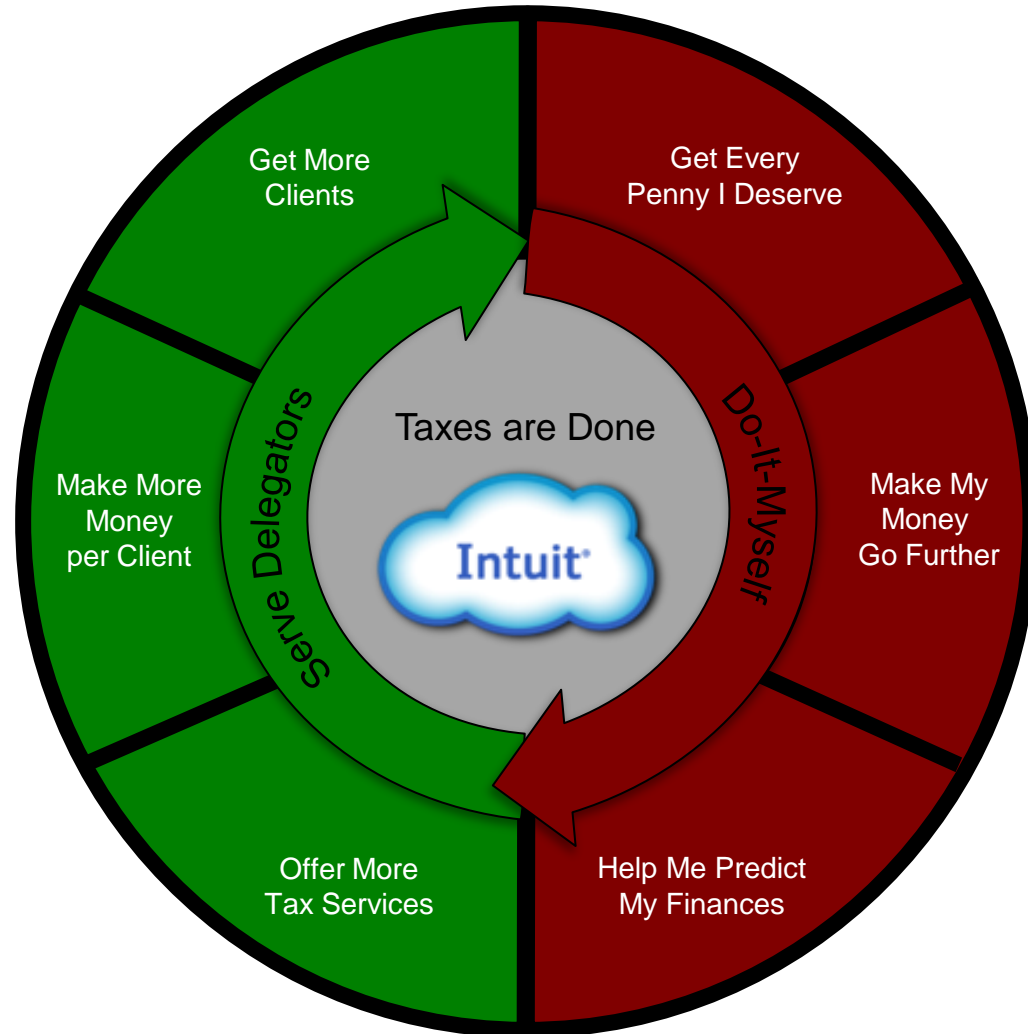 Get More
Clients
Get Every
Penny I Deserve
Make More
Money
per Client
Serve Delegators
Taxes are Done
Intuit®
Do-It-Myself
Make My
Money
Go Further
Offer More
Tax Services
Help Me Predict
My Finances